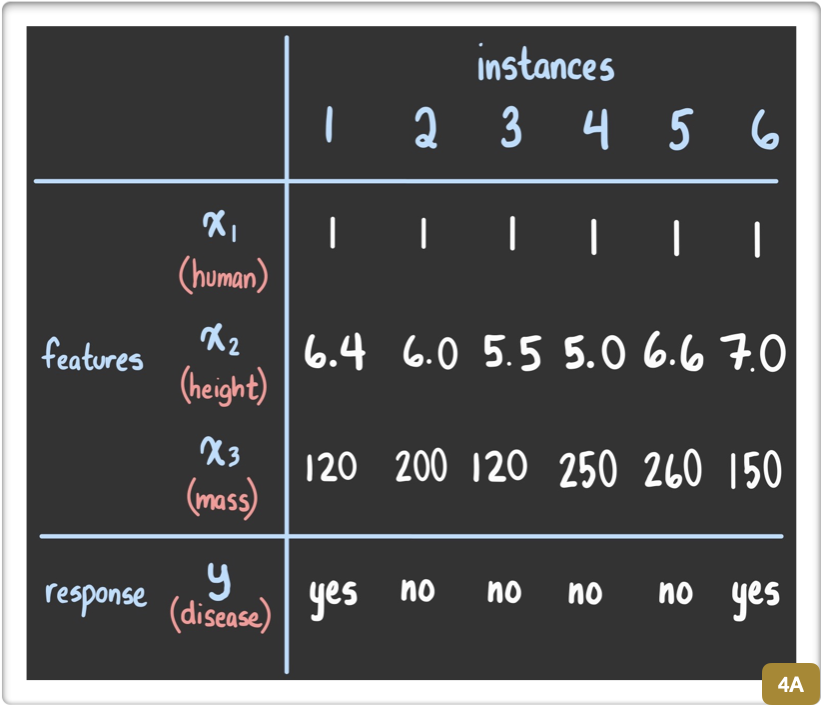 instances
1 2 3 4 5 6
x₁ 1 1 1 1 1 1
(human)
features x₂ 6.4 6.0 5.5 5.0 6.6 7.0
(height)
x₃ 120 200 120 250 260 150
(mass)
response y yes no no no no yes
(disease)
4A